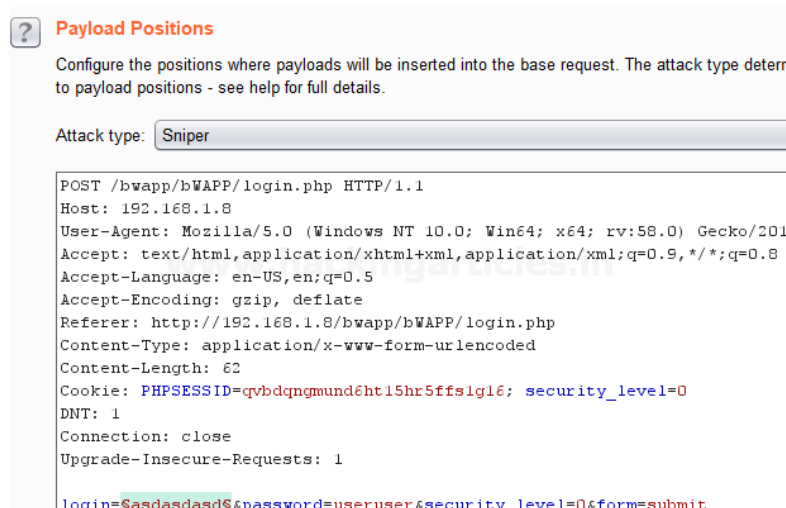 ?
Payload Positions
Configure the positions where payloads will be inserted into the base request. The attack type deterr
to payload positions - see help for full details.
Attack type: Sniper
POST /bwapp/bWAPP/login.php HTTP/1.1
Host: 192.168.1.8
User-Agent: Mozilla/5.0 (Windows NT 10.0; Win64; x64; rv:58.0) Gecko/201
Accept: text/html,application/xhtml+xml,application/xml;q=0.9,*/*;q=0.8
www.hackingarticles.in
Accept-Language: en-US,en;q=0.5
Accept-Encoding: gzip, deflate
Referer: http://192.168.1.8/bwapp/bWAPP/login.php
Content-Type: application/x-www-form-urlencoded
Content-Length: 62
Cookie: PHPSESSID=qvbdqngmund6ht15hr5ffs1g16; security_level=0
DNT: 1
Connection: close
Upgrade-Insecure-Requests: 1
login=§asdasdasd§&password=useruser&security_level=0&form=submit